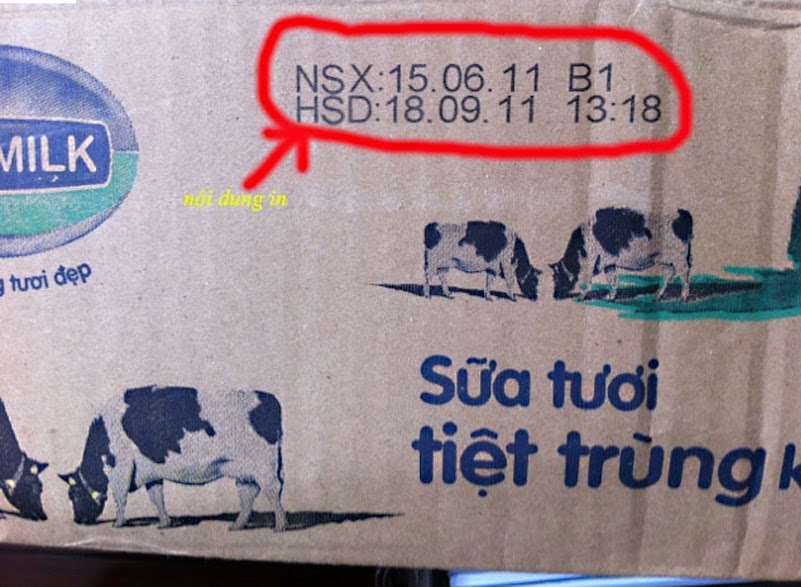 NSX:15.06.11 B1
HSD:18.09.11 13:18
MILK
nội dung in
tươi đẹp
Sữa tươi
tiệt trùng k